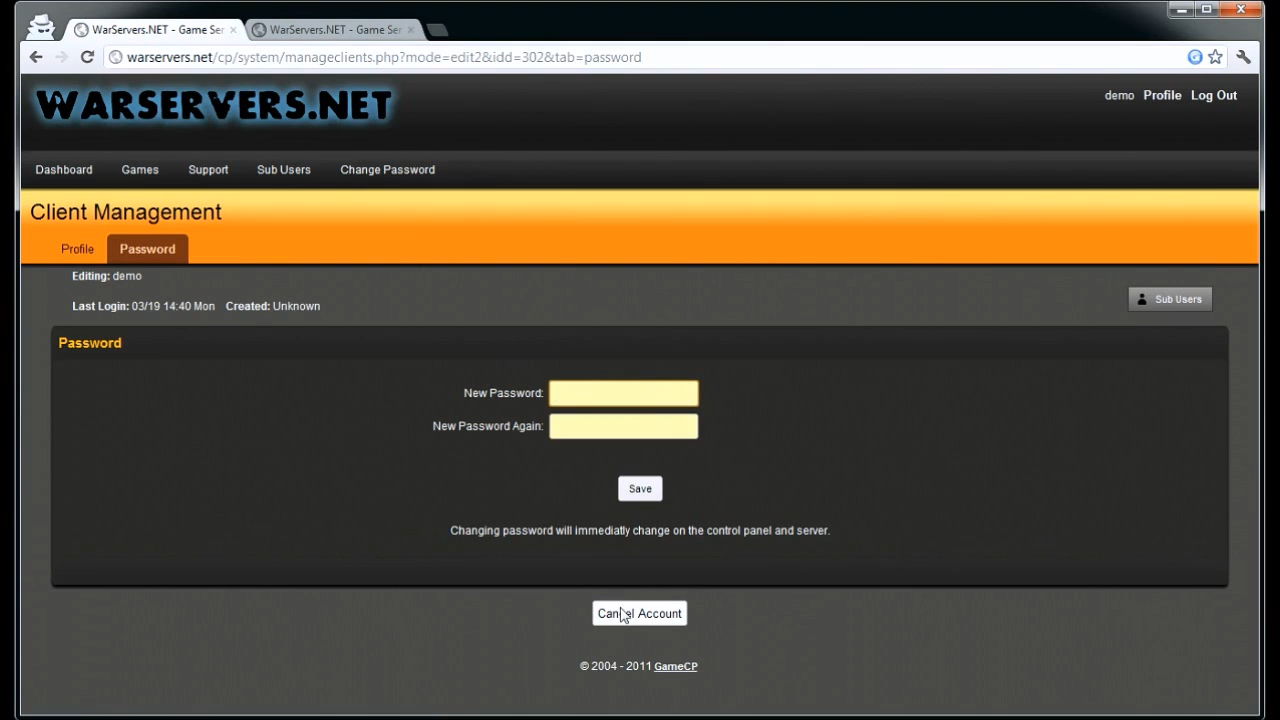 WarServers.NET - Game Ser
WarServers.NET - Game Ser
warservers.net/cp/system/manageclients.php?mode=edit2&idd=302&tab=password
WARSERVERS.NET
demo Profile Log Out
Dashboard Games Support Sub Users Change Password
Client Management
Profile Password
Editing: demo
Last Login: 03/19 14:40 Mon Created: Unknown
Sub Users
Password
New Password:
New Password Again:
Save
Changing password will immediatly change on the control panel and server.
Cancel Account
© 2004 - 2011 GameCP